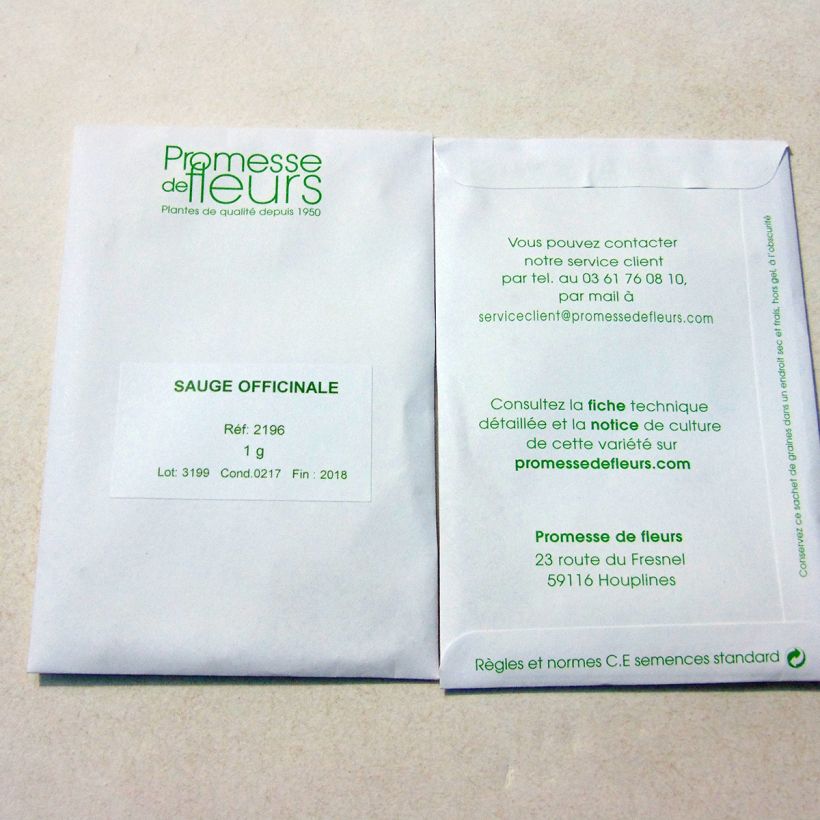 Promesse
de fleurs
Plantes de qualité depuis 1950
SAUGE OFFICINALE
Réf: 2196
1 g
Lot: 3199 Cond.0217 Fin : 2018
Vous pouvez contacter
notre service client
par tel. au 03 61 76 08 10,
par mail à
serviceclient@promessedefleurs.com
Consultez la fiche technique
détaillée et la notice de culture
de cette variété sur
promessedefleurs.com
Promesse de fleurs
23 route du Fresnel
59116 Houplines
Règles et normes C.E semences standard
Conservez ce sachet de graines dans un endroit sec et frais, hors gel, à l'obscurité